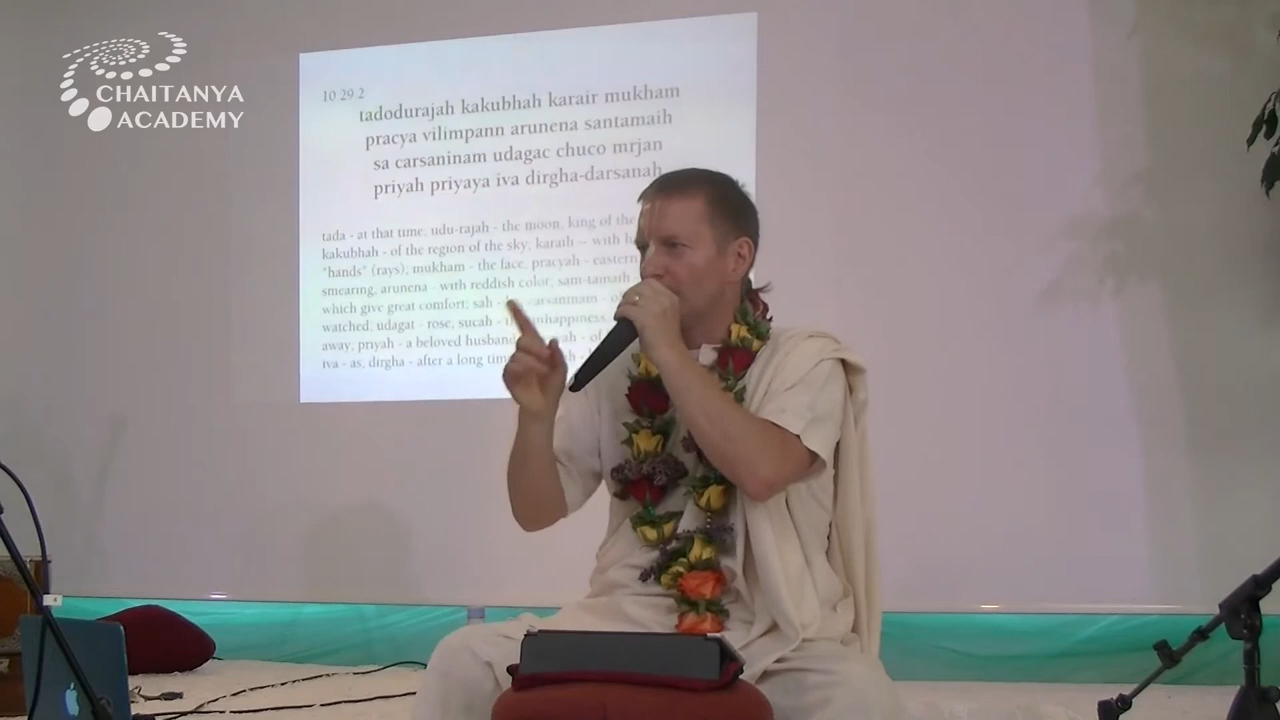 CHAITANYA
ACADEMY
10 29 2
tadodurajah kakubhah karair mukham
pracya vilimpann arunena santamaih
sa carsaninam udagac chuco mrjan
priyah priyaya iva dirgha-darsanah
tada - at that time, udu-rajah - the moon, king of the
kakubhah - of the region of the sky, karaih - with
"hands" (rays); mukham - the face, pracyah - eastern
smearing, arunena - with reddish color, sam-tamaih -
which give great comfort; sah - carsaninam -
watched, udagat - rose, sucah - unhappiness
away, priyah - a beloved husband
iva - as, dirgha - after a long